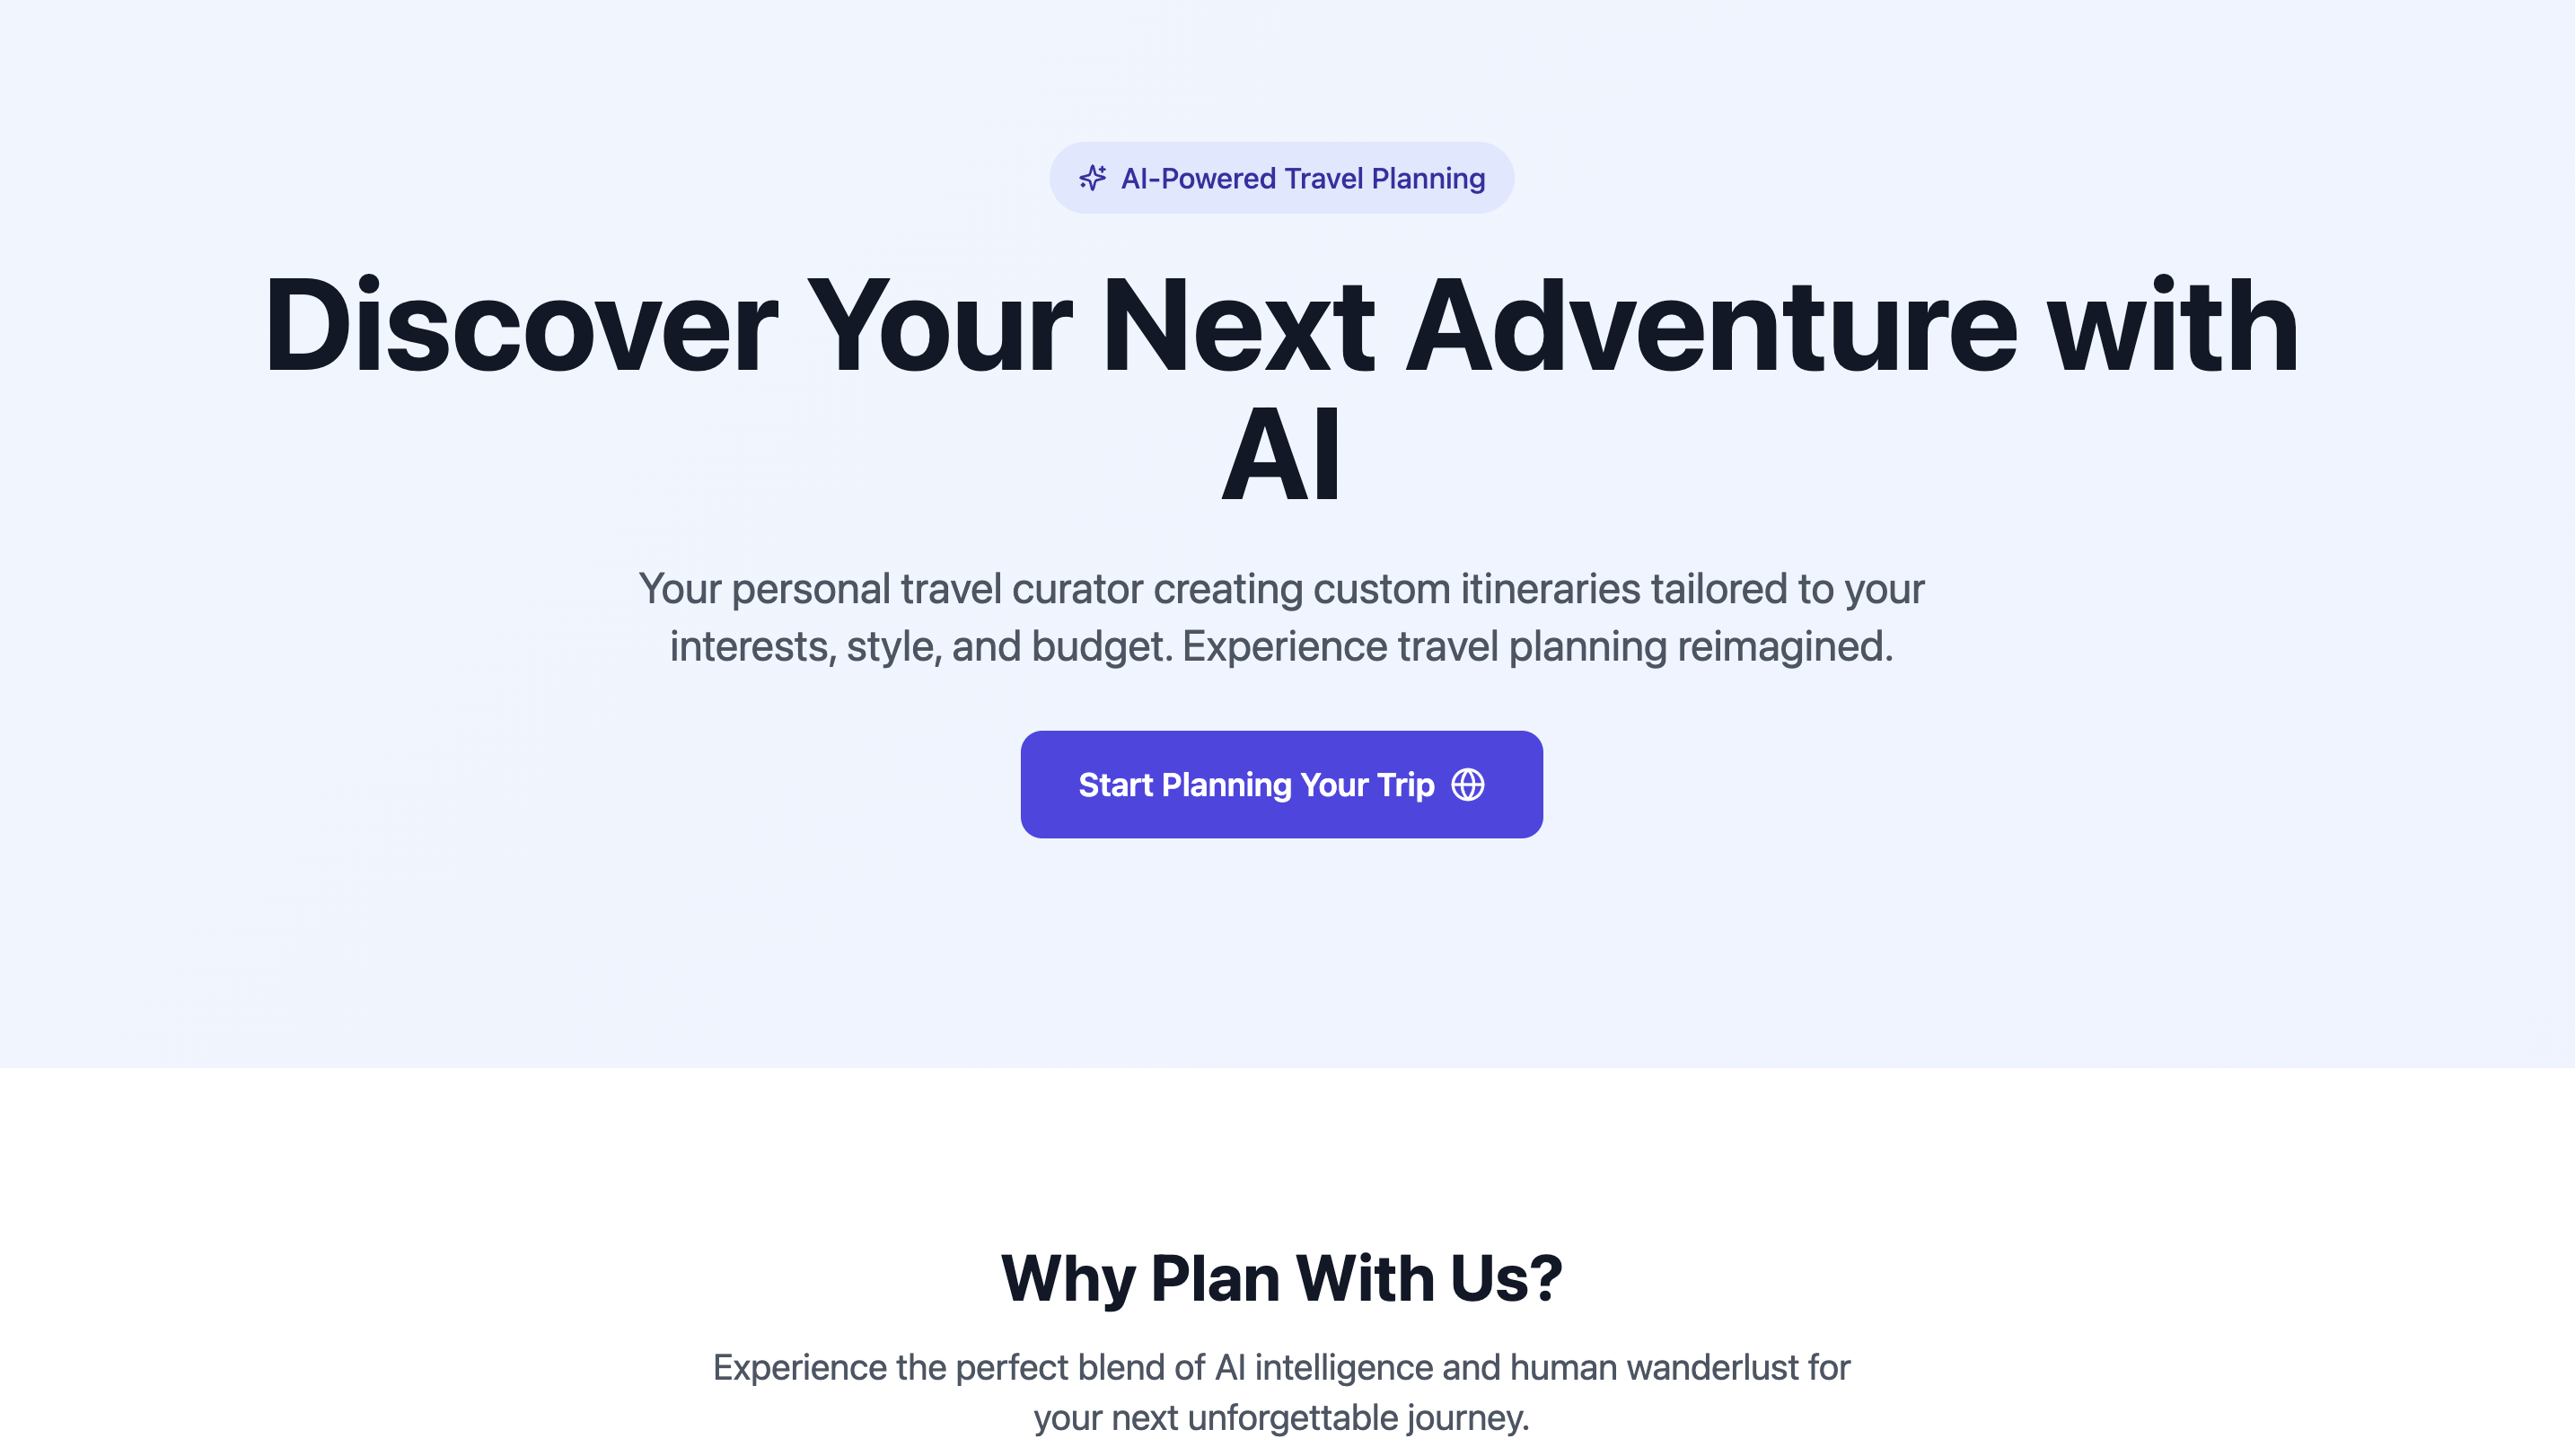 AI-Powered Travel Planning
Discover Your Next Adventure with
AI
Your personal travel curator creating custom itineraries tailored to your
interests, style, and budget. Experience travel planning reimagined.
Start Planning Your Trip
Why Plan With Us?
Experience the perfect blend of AI intelligence and human wanderlust for
your next unforgettable journey.